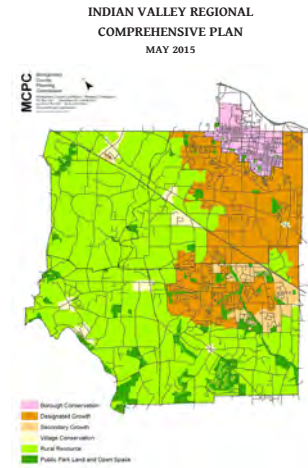 INDIAN VALLEY REGIONAL
COMPREHENSIVE PLAN
MAY 2015
MCPC
Montgomery
County
Planning
Commission
Borough Conservation
Designated Growth
Secondary Growth
Village Conservation
Rural Resource
Public Park Land and Open Space